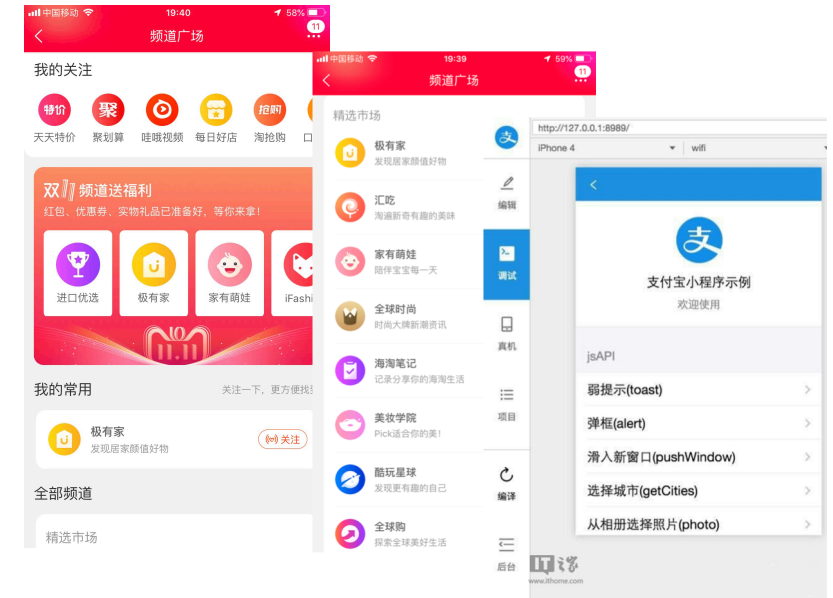 中国移动 19:40 58%
频道广场
11
我的关注
特价 聚 抢购
天天特价 聚划算 哇哦视频 每日好店 淘抢购 口
双11 频道送福利
红包、优惠券、实物礼品已准备好，等你来拿！
进口优选 极有家 家有萌娃 iFashi
11.11
我的常用 关注一下，更方便找
极有家
发现居家颜值好物
关注
全部频道
精选市场
中国移动 19:39 59%
频道广场
11
精选市场
极有家
发现居家颜值好物
汇吃
淘遍新奇有趣的美味
家有萌娃
陪伴宝宝每一天
全球时尚
时尚大牌新潮资讯
海淘笔记
记录分享你的海淘生活
美妆学院
Pick适合你的美！
酷玩星球
发现更有趣的自己
全球购
探索全球美好生活
支
编辑
调试
真机
项目
编译
后台
http://127.0.0.1:8989/
iPhone 4 wifi
支
支付宝小程序示例
欢迎使用
jsAPI
弱提示(toast)
弹框(alert)
滑入新窗口(pushWindow)
选择城市(getCities)
从相册选择照片(photo)
IT之家
www.ithome.com